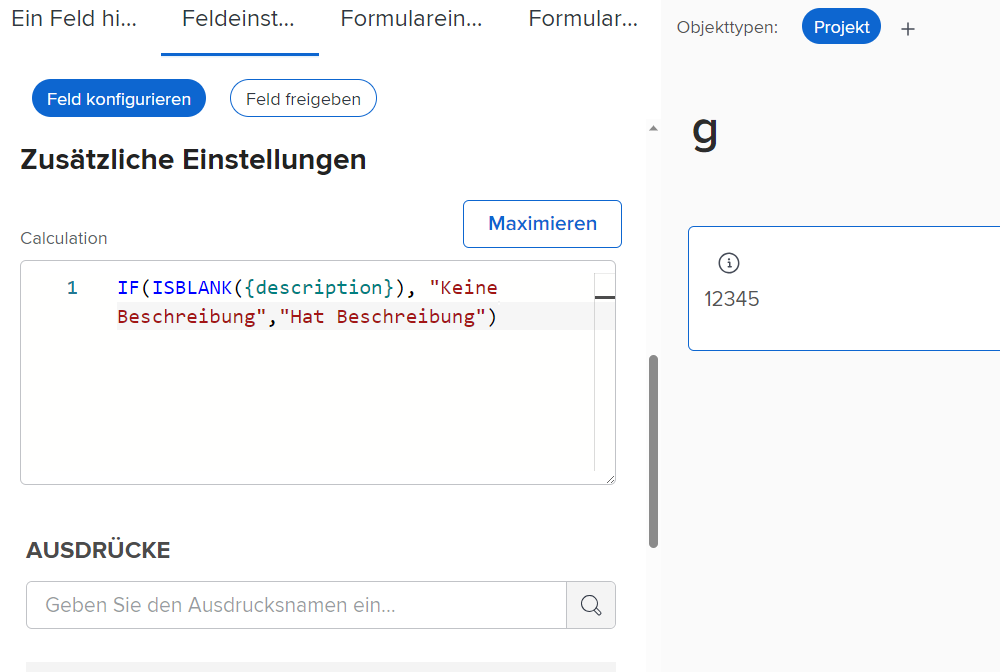 Ein Feld hi...
Feldeinst...
Formularein...
Formular...
Objekttypen:
Projekt
+
Feld konfigurieren
Feld freigeben
g
Zusätzliche Einstellungen
Maximieren
Calculation
1
IF(ISBLANK({description}), "Keine
Beschreibung","Hat Beschreibung")
12345
AUSDRÜCKE
Geben Sie den Ausdrucksnamen ein...